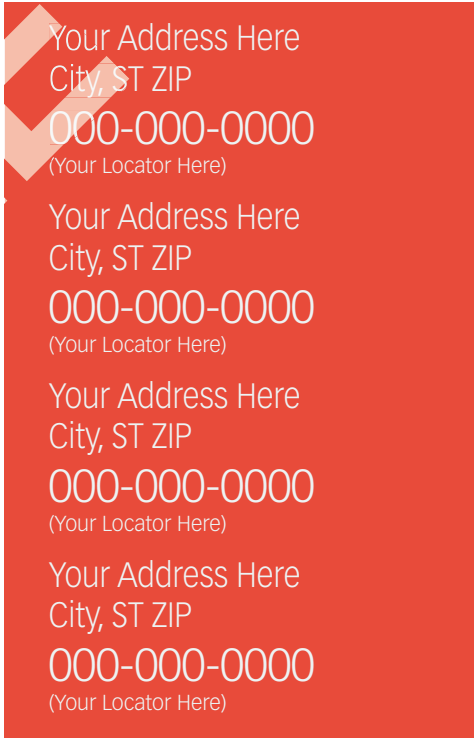 Your Address Here
City, ST ZIP
000-000-0000
(Your Locator Here)
Your Address Here
City, ST ZIP
000-000-0000
(Your Locator Here)
Your Address Here
City, ST ZIP
000-000-0000
(Your Locator Here)
Your Address Here
City, ST ZIP
000-000-0000
(Your Locator Here)